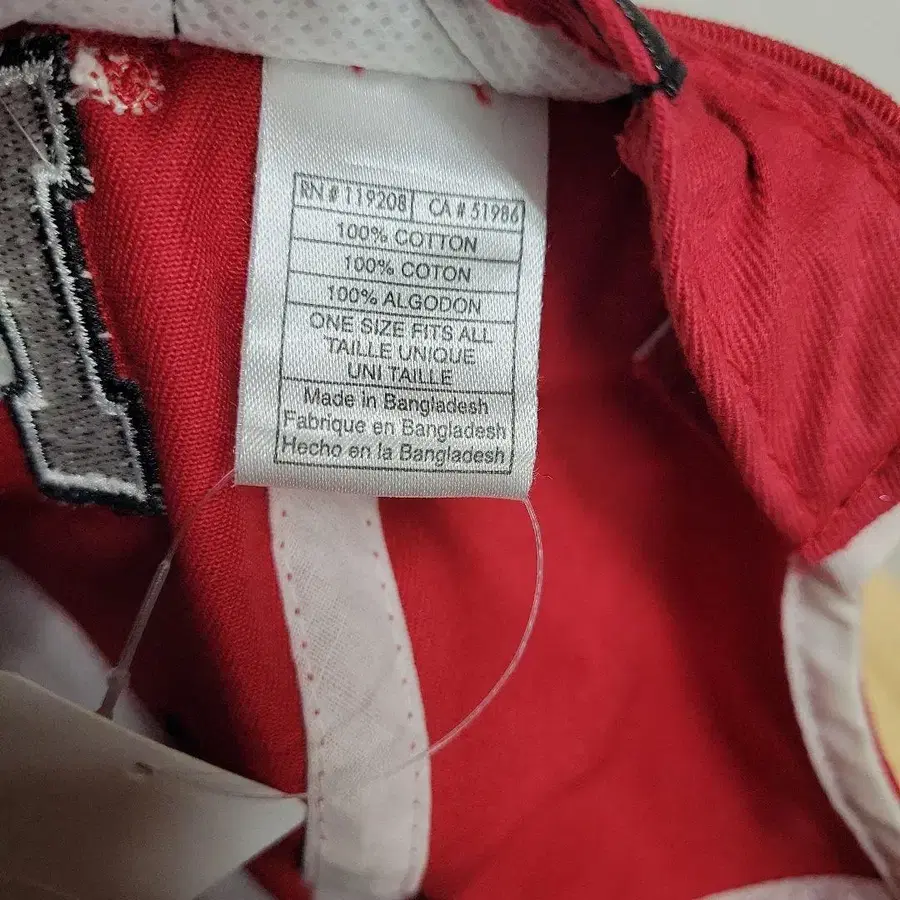 RN # 119208 CA # 51986
100% COTTON
100% COTON
100% ALGODON
ONE SIZE FITS ALL
TAILLE UNIQUE
UNI TAILLE
Made in Bangladesh
Fabrique en Bangladesh
Hecho en la Bangladesh